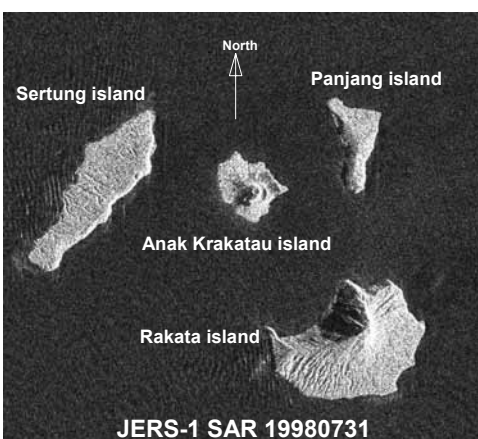 North
Panjang island
Sertung island
Anak Krakatau island
Rakata island
JERS-1 SAR 19980731